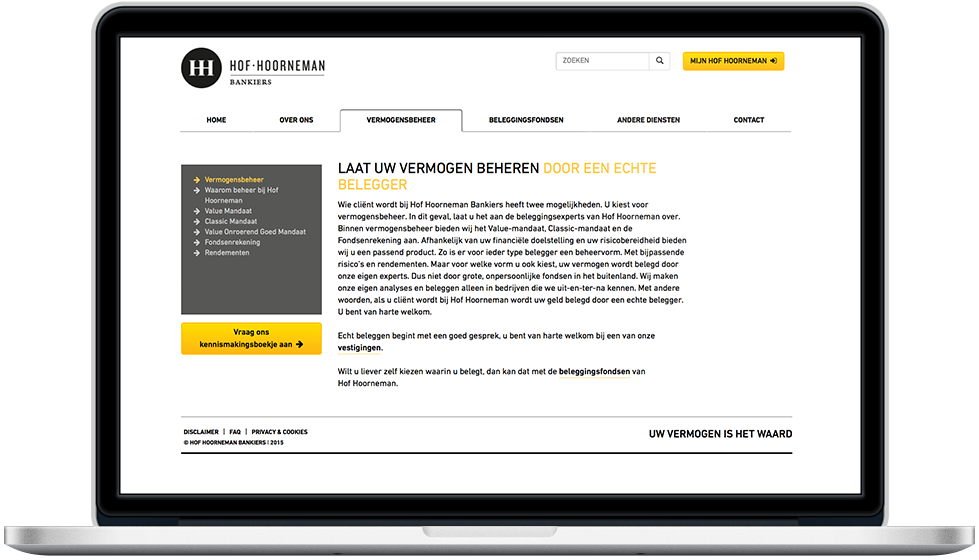 HOF-HOORNEMAN
BANKIERS
ZOEKEN
MIJN HOF HOORNEMAN
HOME
OVER ONS
VERMOGENSBEHEER
BELEGGINGSFONDSEN
ANDERE DIENSTEN
CONTACT
Vermogensbeheer
Waarom beheer bij Hof
Hoorneman
Value Mandaat
Classic Mandaat
Value Onroerend Goed Mandaat
Fondsenrekening
Rendementen
Vraag ons
kennismakingsboekje aan
LAAT UW VERMOGEN BEHEREN DOOR EEN ECHTE
BELEGGER
Wie cliënt wordt bij Hof Hoorneman Bankiers heeft twee mogelijkheden. U kiest voor
vermogensbeheer. In dit geval, laat u het aan de beleggingsexperts van Hof Hoorneman over.
Binnen vermogensbeheer bieden wij het Value-mandaat, Classic-mandaat en de
Fondsenrekening aan. Afhankelijk van uw financiële doelstelling en uw risicobereidheid bieden
wij u een passend product. Zo is er voor ieder type belegger een beheervorm. Met bijpassende
risico's en rendementen. Maar voor welke vorm u ook kiest, uw vermogen wordt belegd door
onze eigen experts. Dus niet door grote, onpersoonlijke fondsen in het buitenland. Wij maken
onze eigen analyses en beleggen alleen in bedrijven die we uit-en-ter-na kennen. Met andere
woorden, als u cliënt wordt bij Hof Hoorneman wordt uw geld belegd door een echte belegger.
U bent van harte welkom.
Echt beleggen begint met een goed gesprek, u bent van harte welkom bij een van onze
vestigingen.
Wilt u liever zelf kiezen waarin u belegt, dan kan dat met de beleggingsfondsen van
Hof Hoorneman.
DISCLAIMER | FAQ | PRIVACY & COOKIES
© HOF HOORNEMAN BANKIERS | 2015
UW VERMOGEN IS HET WAARD